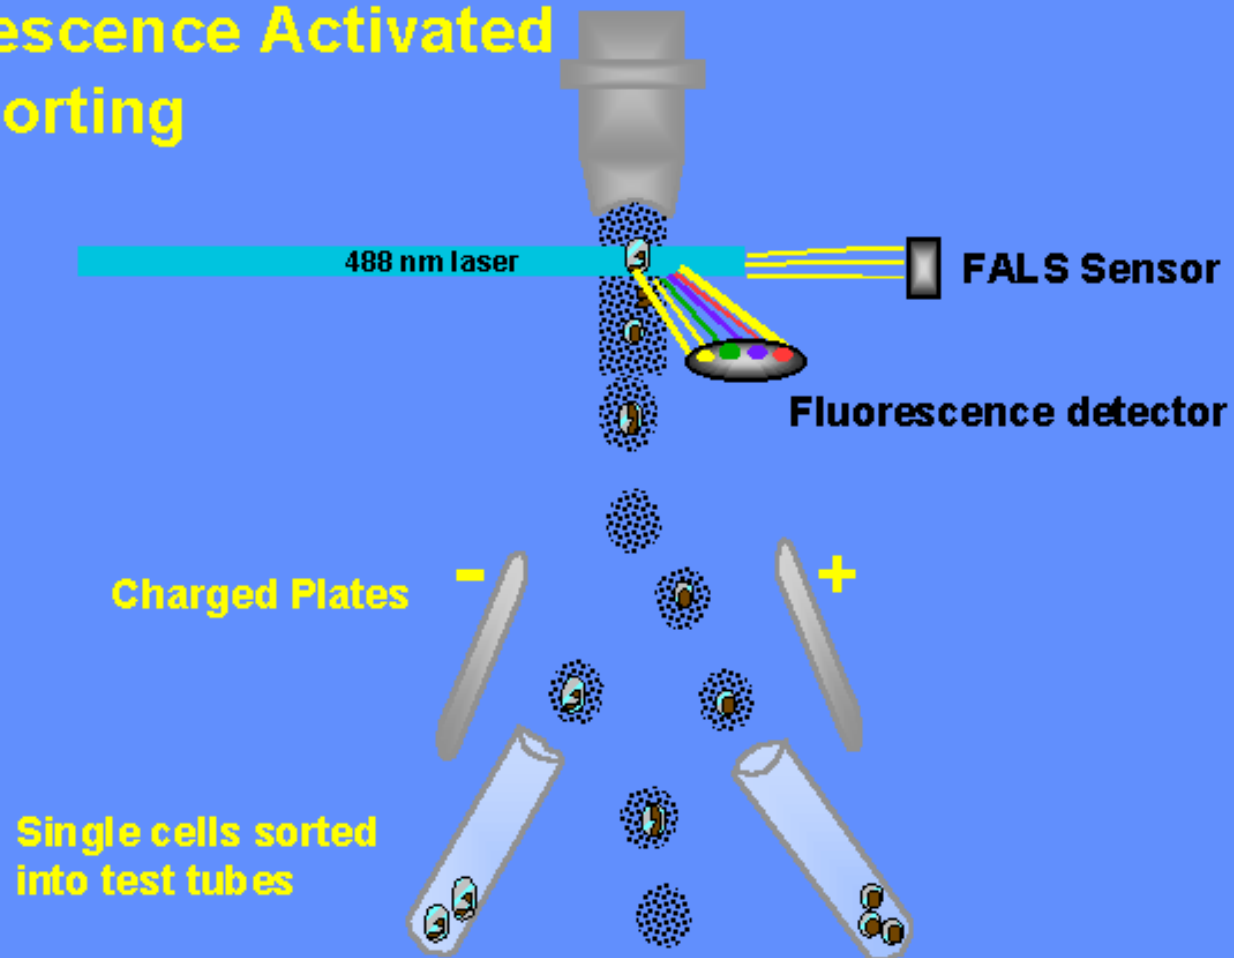 escence Activated
orting
488 nm laser
FALS Sensor
Fluorescence detector
Charged Plates
-
+
Single cells sorted
into test tubes